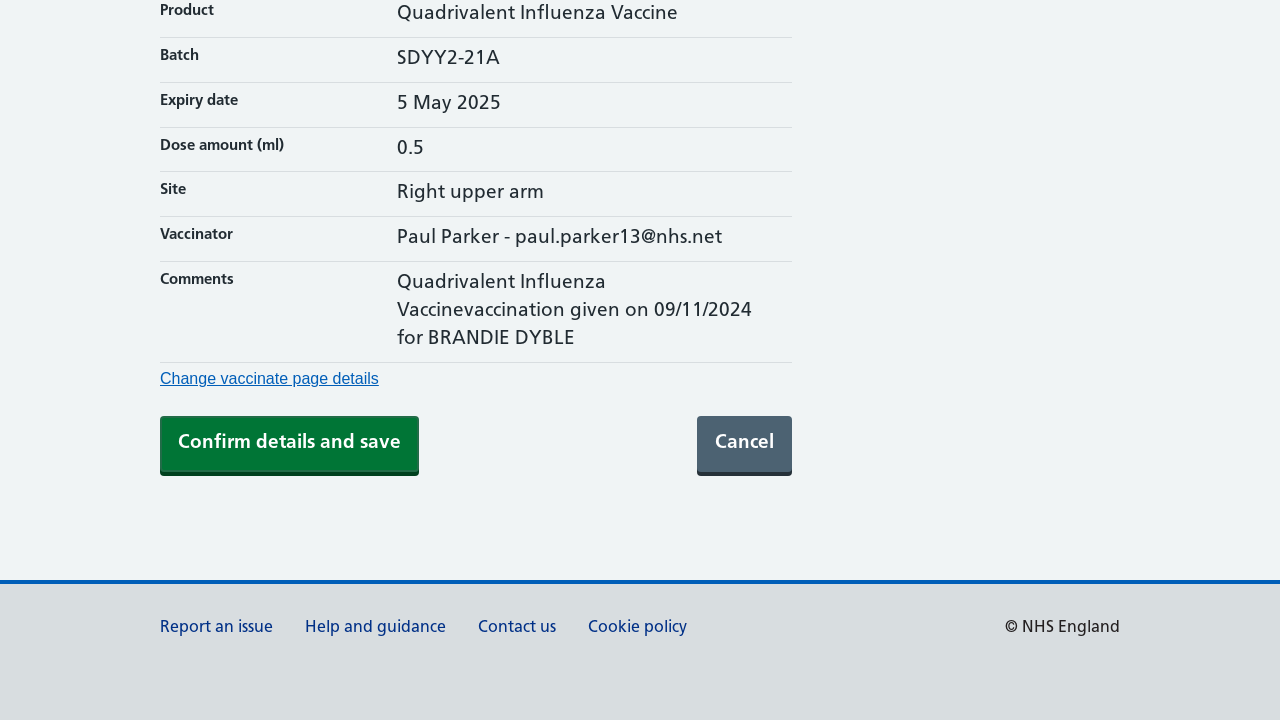 Product Quadrivalent Influenza Vaccine
Batch SDYY2-21A
Expiry date 5 May 2025
Dose amount (ml) 0.5
Site Right upper arm
Vaccinator Paul Parker - paul.parker13@nhs.net
Comments Quadrivalent Influenza
Vaccinevaccination given on 09/11/2024
for BRANDIE DYBLE
Change vaccinate page details
Confirm details and save Cancel
Report an issue Help and guidance Contact us Cookie policy © NHS England